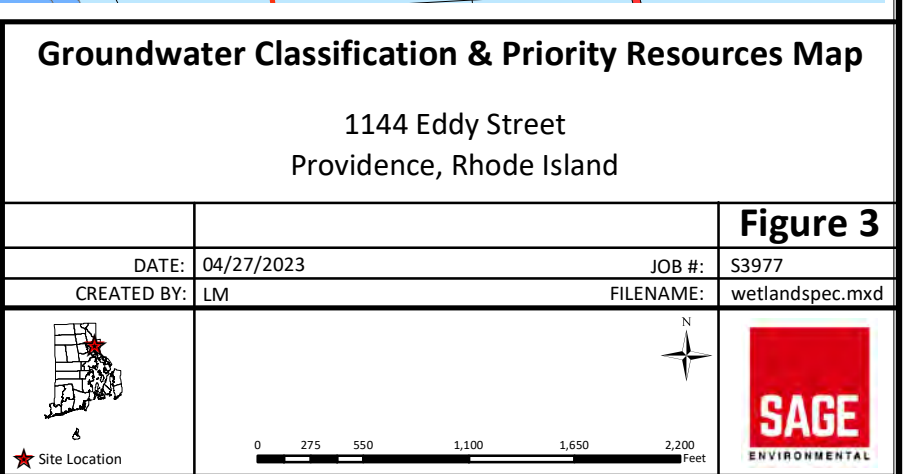 Groundwater Classification & Priority Resources Map
1144 Eddy Street
Providence, Rhode Island
Figure 3
DATE: 04/27/2023 JOB #: S3977
CREATED BY: LM FILENAME: wetlandspec.mxd
N
0 275 550 1,100 1,650 2,200
Feet
Site Location
SAGE
ENVIRONMENTAL